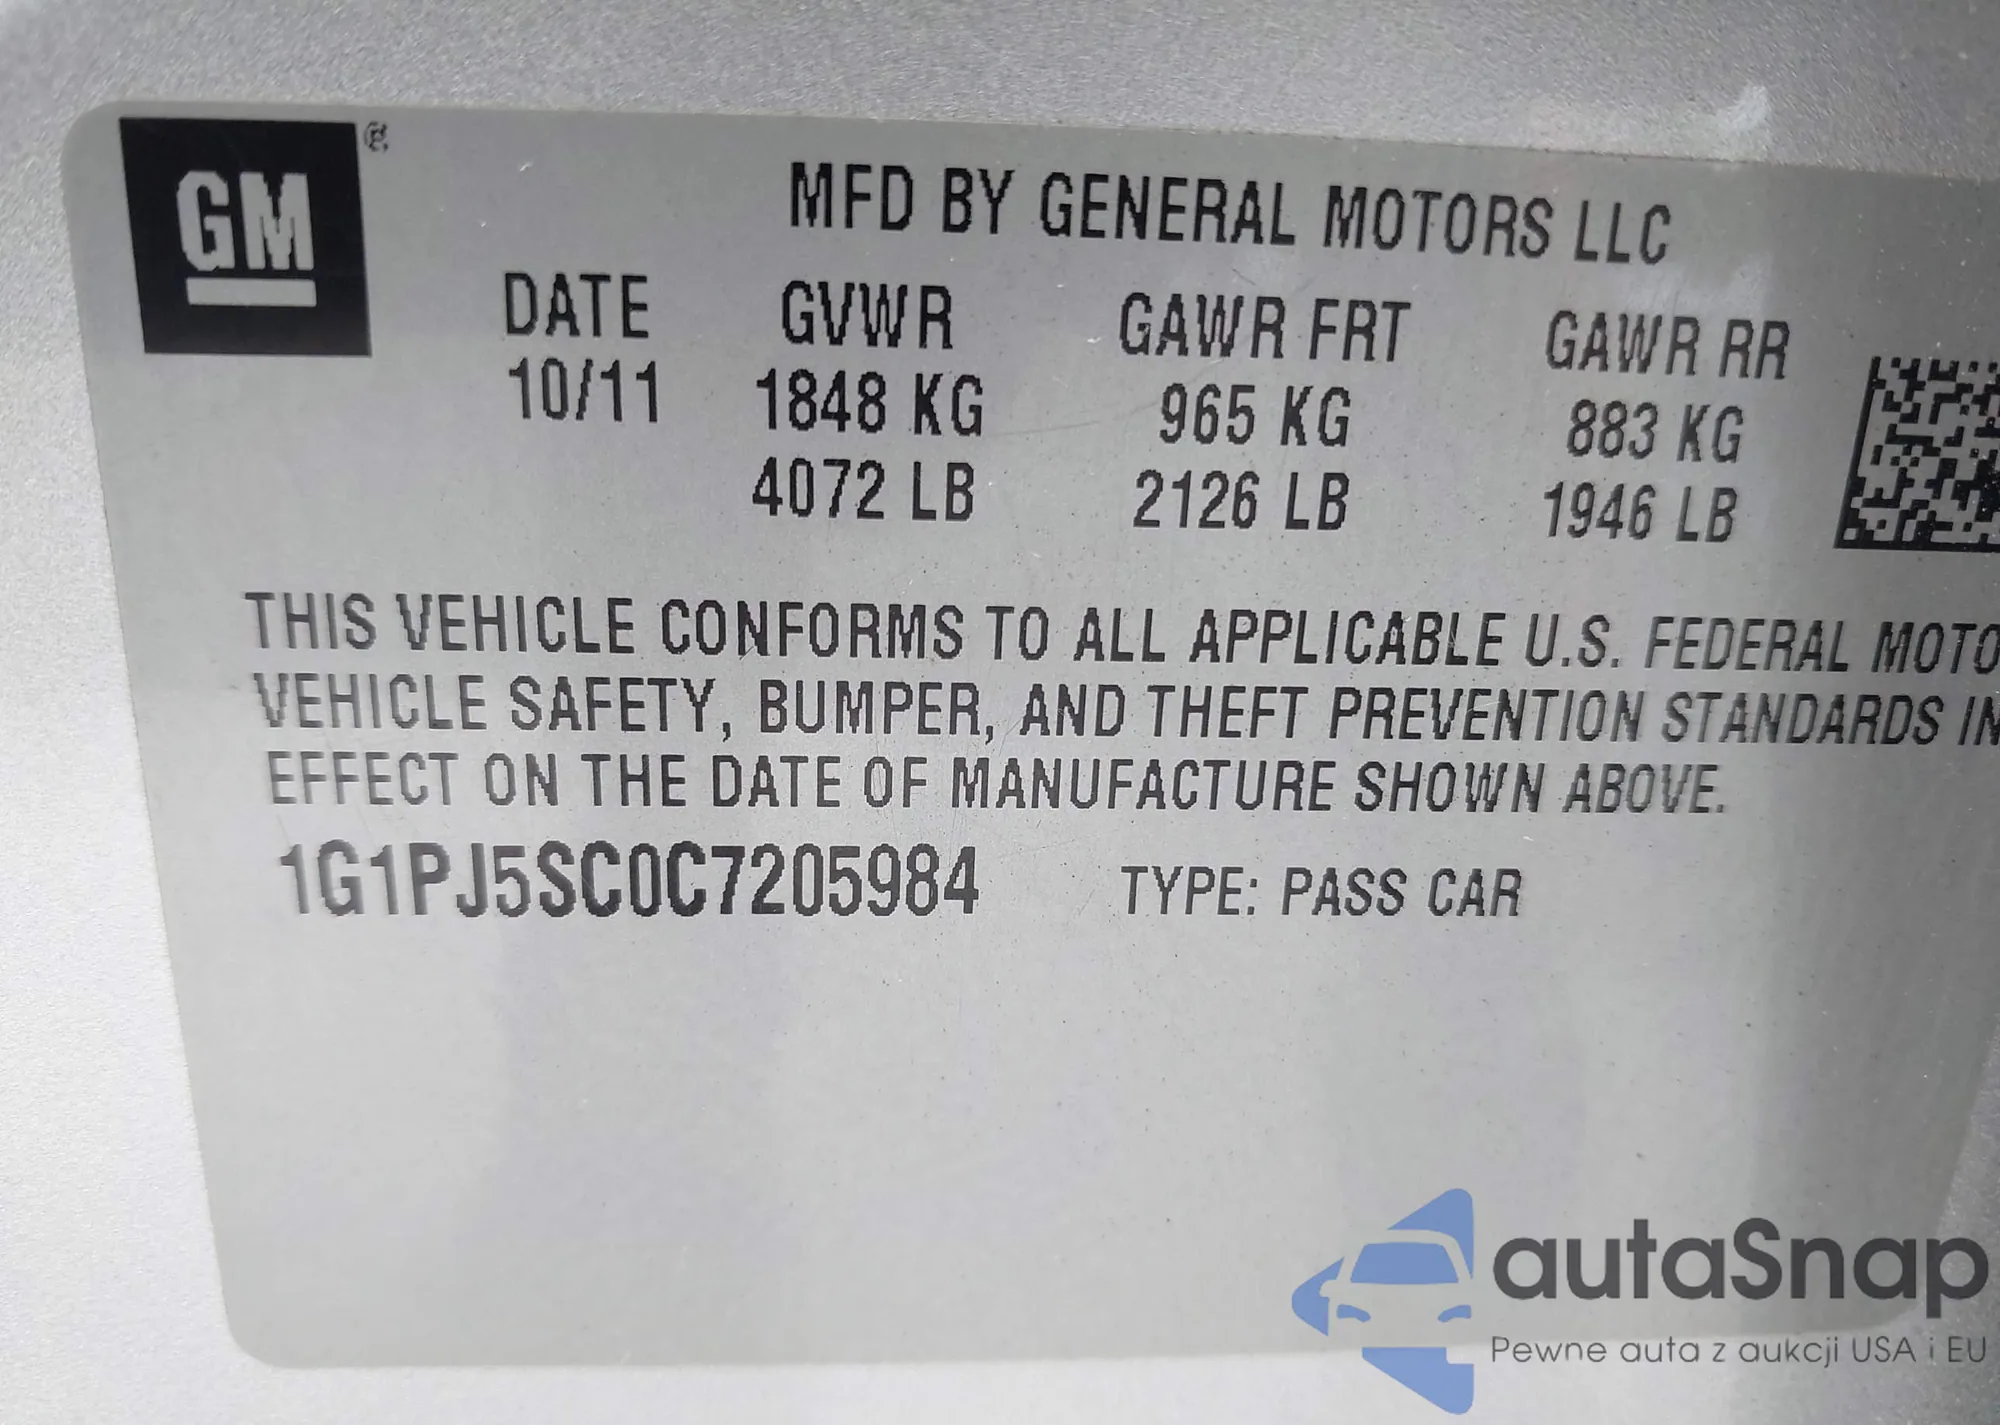 GM
MFD BY GENERAL MOTORS LLC
DATE GVWR GAWR FRT GAWR RR
10/11 1848 KG 965 KG 883 KG
4072 LB 2126 LB 1946 LB
THIS VEHICLE CONFORMS TO ALL APPLICABLE U.S. FEDERAL MOTO
VEHICLE SAFETY, BUMPER, AND THEFT PREVENTION STANDARDS IN
EFFECT ON THE DATE OF MANUFACTURE SHOWN ABOVE.
1G1PJ5SC0C7205984 TYPE: PASS CAR
autaSnap
Pewne auta z aukcji USA i EU